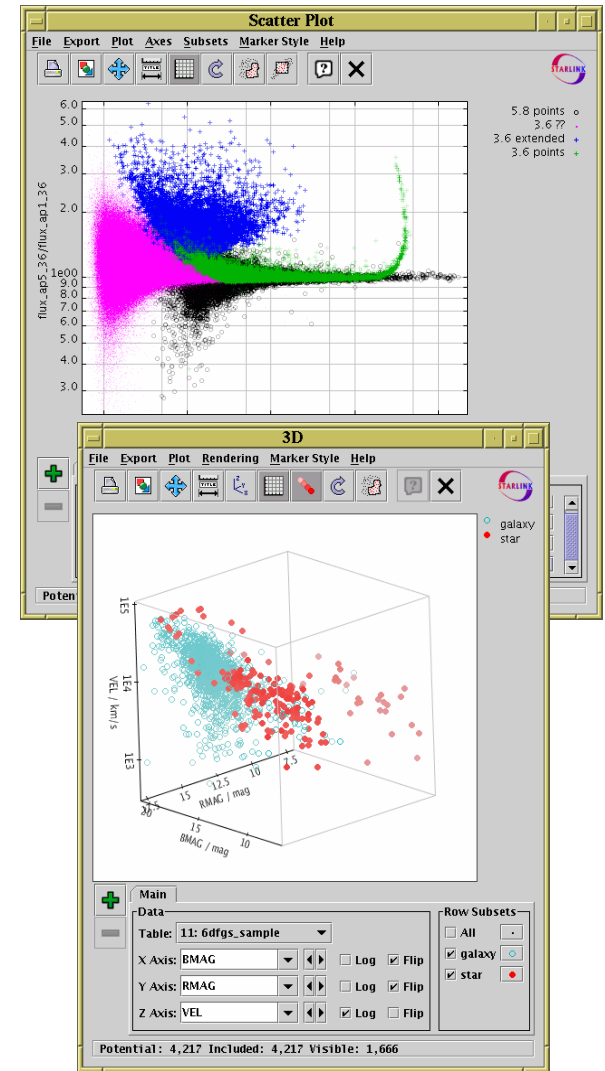 Scatter Plot
File Export Plot Axes Subsets Marker Style Help
TITLE
STARLINK
6.0
5.0
4.0
3.0
2.0
1e00
9.0
8.0
7.0
6.0
5.0
4.0
3.0
flux_ap5_36/flux_ap1_36
5.8 points
3.6 ??
3.6 extended
3.6 points
Poten
3D
File Export Plot Rendering Marker Style Help
TITLE
STARLINK
galaxy
star
1E5
1E4
1E3
VEL / km/s
15
12.5
10
7.5
RMAG / mag
20
15
10
BMAG / mag
Main
Data
Table: 11: 6dfgs_sample
X Axis: BMAG Log Flip
Y Axis: RMAG Log Flip
Z Axis: VEL Log Flip
Row Subsets
All
galaxy
star
Potential: 4,217 Included: 4,217 Visible: 1,666